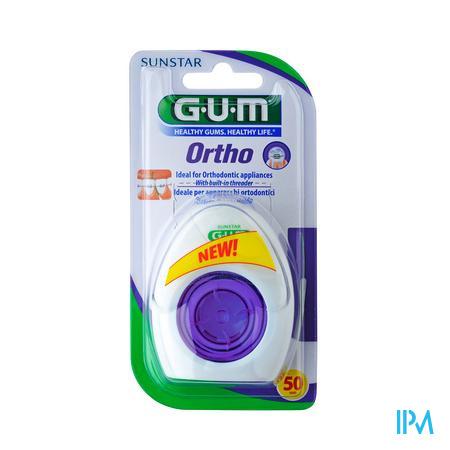 SUNSTAR
G·U·M
HEALTHY GUMS. HEALTHY LIFE.®
Ortho
Ideal for Orthodontic appliances
With built-in threader
Ideale per apparecchi ortodontici
SUNSTAR
GUM
NEW!
50
IPM